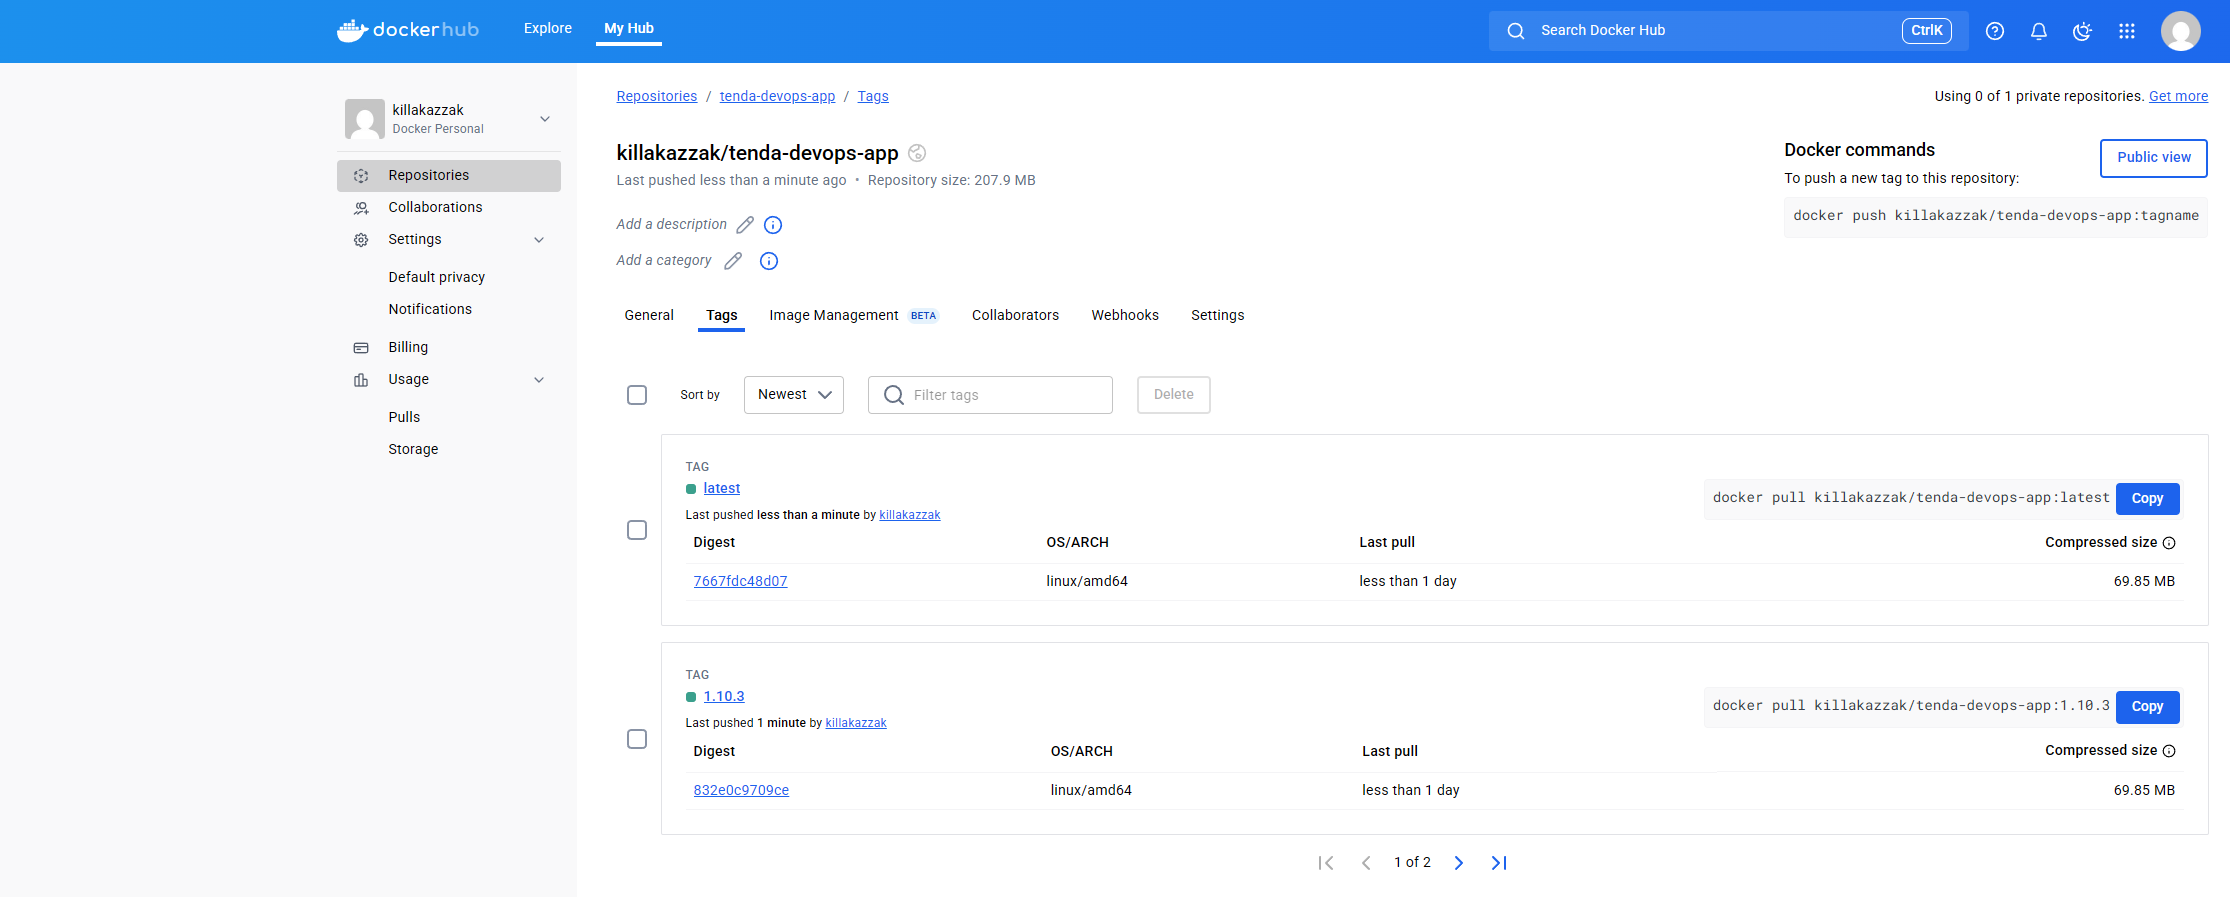 docker hub
Explore
My Hub
Search Docker Hub
CtrlK
killakazzak
Docker Personal
Repositories
Collaborations
Settings
Default privacy
Notifications
Billing
Usage
Pulls
Storage
Repositories / tenda-devops-app / Tags
Using 0 of 1 private repositories. Get more
killakazzak/tenda-devops-app
Last pushed less than a minute ago • Repository size: 207.9 MB
Add a description
Add a category
Docker commands
Public view
To push a new tag to this repository:
docker push killakazzak/tenda-devops-app:tagname
General Tags Image Management BETA Collaborators Webhooks Settings
Sort by Newest Filter tags Delete
TAG
latest
Last pushed less than a minute by killakazzak
docker pull killakazzak/tenda-devops-app:latest Copy
Digest OS/ARCH Last pull Compressed size
7667fdc48d07 linux/amd64 less than 1 day 69.85 MB
TAG
1.10.3
Last pushed 1 minute by killakazzak
docker pull killakazzak/tenda-devops-app:1.10.3 Copy
Digest OS/ARCH Last pull Compressed size
832e0c9709ce linux/amd64 less than 1 day 69.85 MB
1 of 2